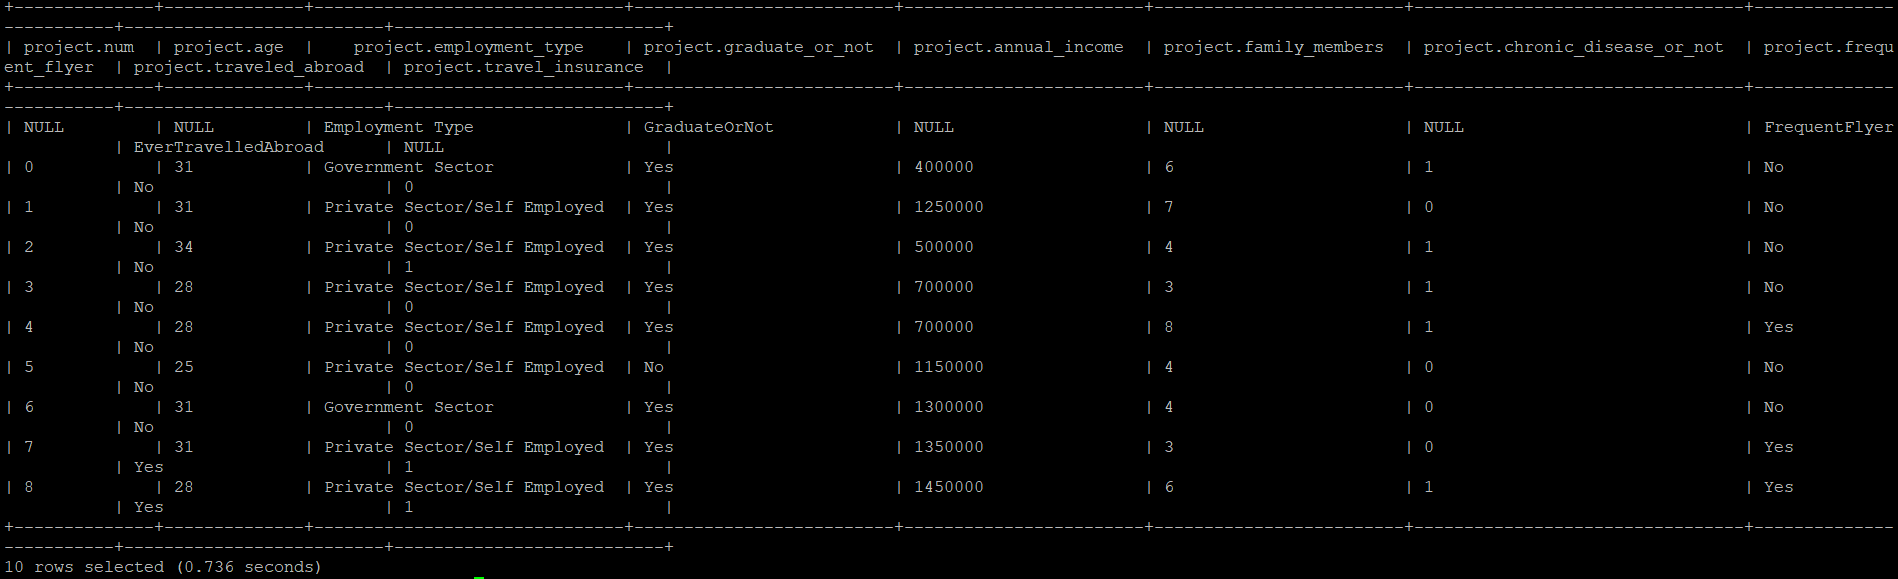 +--------------+--------------+-------------------------------+--------------------------+------------------------+-------------------------+---------------------------------+--------------
-----------+--------------------------+---------------------------+
| project.num  | project.age  |    project.employment_type    | project.graduate_or_not  | project.annual_income  | project.family_members  | project.chronic_disease_or_not  | project.frequ
ent_flyer  | project.traveled_abroad  | project.travel_insurance  |
+--------------+--------------+-------------------------------+--------------------------+------------------------+-------------------------+---------------------------------+--------------
-----------+--------------------------+---------------------------+
| NULL         | NULL         | Employment Type               | GraduateOrNot            | NULL                   | NULL                    | NULL                            | FrequentFlyer
           | EverTravelledAbroad      | NULL                      |
| 0            | 31           | Government Sector             | Yes                      | 400000                 | 6                       | 1                               | No
           | No                       | 0                         |
| 1            | 31           | Private Sector/Self Employed  | Yes                      | 1250000                | 7                       | 0                               | No
           | No                       | 0                         |
| 2            | 34           | Private Sector/Self Employed  | Yes                      | 500000                 | 4                       | 1                               | No
           | No                       | 1                         |
| 3            | 28           | Private Sector/Self Employed  | Yes                      | 700000                 | 3                       | 1                               | No
           | No                       | 0                         |
| 4            | 28           | Private Sector/Self Employed  | Yes                      | 700000                 | 8                       | 1                               | Yes
           | No                       | 0                         |
| 5            | 25           | Private Sector/Self Employed  | No                       | 1150000                | 4                       | 0                               | No
           | No                       | 0                         |
| 6            | 31           | Government Sector             | Yes                      | 1300000                | 4                       | 0                               | No
           | No                       | 0                         |
| 7            | 31           | Private Sector/Self Employed  | Yes                      | 1350000                | 3                       | 0                               | Yes
           | Yes                      | 1                         |
| 8            | 28           | Private Sector/Self Employed  | Yes                      | 1450000                | 6                       | 1                               | Yes
           | Yes                      | 1                         |
+--------------+--------------+-------------------------------+--------------------------+------------------------+-------------------------+---------------------------------+--------------
-----------+--------------------------+---------------------------+
10 rows selected (0.736 seconds)